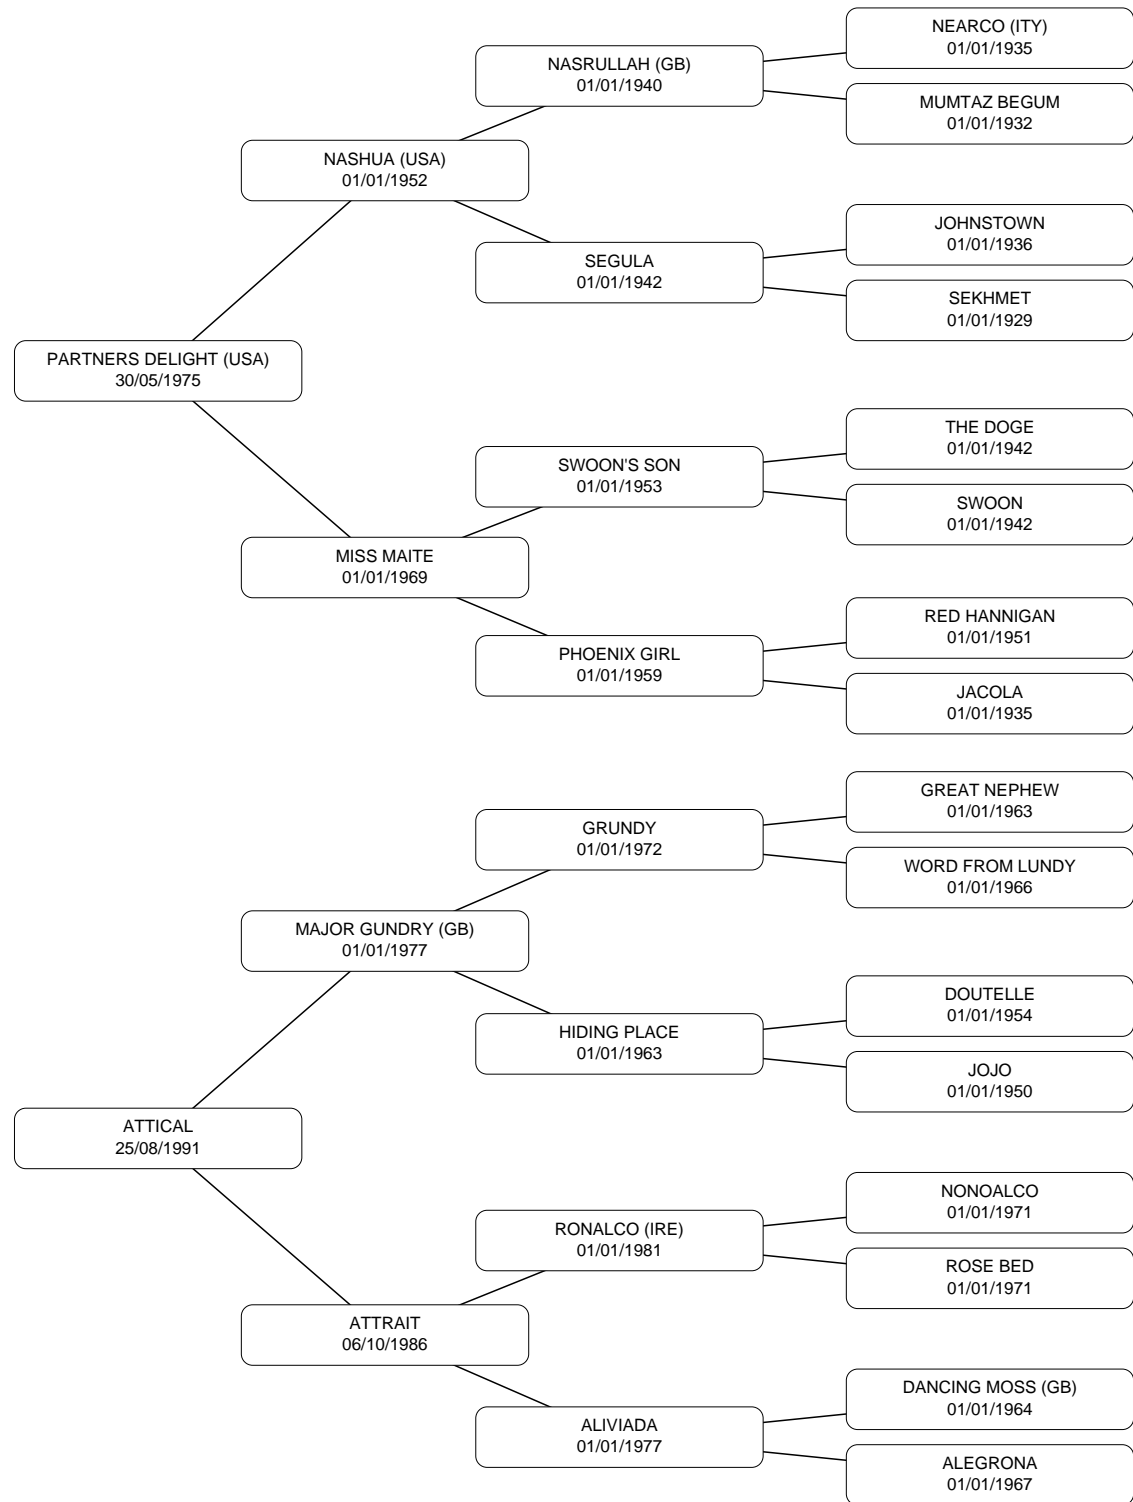 NEARCO (ITY)
01/01/1935
NASRULLAH (GB)
01/01/1940
MUMTAZ BEGUM
01/01/1932
NASHUA (USA)
01/01/1952
JOHNSTOWN
01/01/1936
SEGULA
01/01/1942
SEKHMET
01/01/1929
PARTNERS DELIGHT (USA)
30/05/1975
THE DOGE
01/01/1942
SWOON'S SON
01/01/1953
SWOON
01/01/1942
MISS MAITE
01/01/1969
RED HANNIGAN
01/01/1951
PHOENIX GIRL
01/01/1959
JACOLA
01/01/1935
GREAT NEPHEW
01/01/1963
GRUNDY
01/01/1972
WORD FROM LUNDY
01/01/1966
MAJOR GUNDRY (GB)
01/01/1977
DOUTELLE
01/01/1954
HIDING PLACE
01/01/1963
JOJO
01/01/1950
ATTICAL
25/08/1991
NONOALCO
01/01/1971
RONALCO (IRE)
01/01/1981
ROSE BED
01/01/1971
ATTRAIT
06/10/1986
DANCING MOSS (GB)
01/01/1964
ALIVIADA
01/01/1977
ALEGRONA
01/01/1967